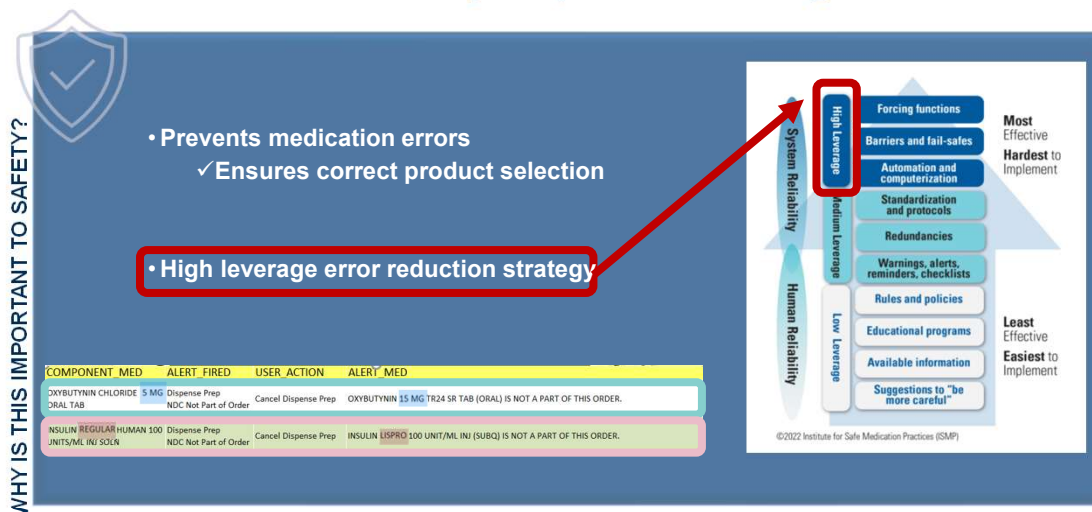 WHY IS THIS IMPORTANT TO SAFETY?
• Prevents medication errors
✓Ensures correct product selection
• High leverage error reduction strategy
COMPONENT_MED ALERT_FIRED USER_ACTION ALERT_MED
OXYBUTYNIN CHLORIDE 5 MG
ORAL TAB
Dispense Prep
NDC Not Part of Order
Cancel Dispense Prep
OXYBUTYNIN 15 MG TR24 SR TAB (ORAL) IS NOT A PART OF THIS ORDER.
INSULIN REGULAR HUMAN 100
UNITS/ML INJ SOLN
Dispense Prep
NDC Not Part of Order
Cancel Dispense Prep
INSULIN LISPRO 100 UNIT/ML INJ (SUBQ) IS NOT A PART OF THIS ORDER.
System Reliability
Human Reliability
High Leverage
Medium Leverage
Low Leverage
Forcing functions
Barriers and fail-safes
Automation and
computerization
Standardization
and protocols
Redundancies
Warnings, alerts,
reminders, checklists
Rules and policies
Educational programs
Available information
Suggestions to "be
more careful"
Most
Effective
Hardest to
Implement
Least
Effective
Easiest to
Implement
©2022 Institute for Safe Medication Practices (ISMP)